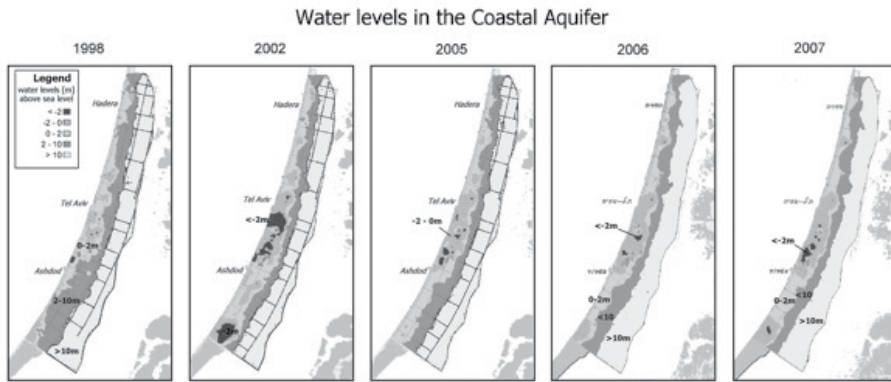 Water levels in the Coastal Aquifer
1998
Legend
water levels [m]
above sea level
< -2
-2 - 0
0 - 2
2 - 10
> 10
Hadera
Tel Aviv
0-2m
Ashdod
2-10m
>10m
2002
Hadera
Tel Aviv
<-2m
Ashdod
2005
Hadera
Tel Aviv
-2 - 0m
Ashdod
2006
<-2m
0-2m
<10
>10m
2007
<-2m
0-2m
<10
>10m